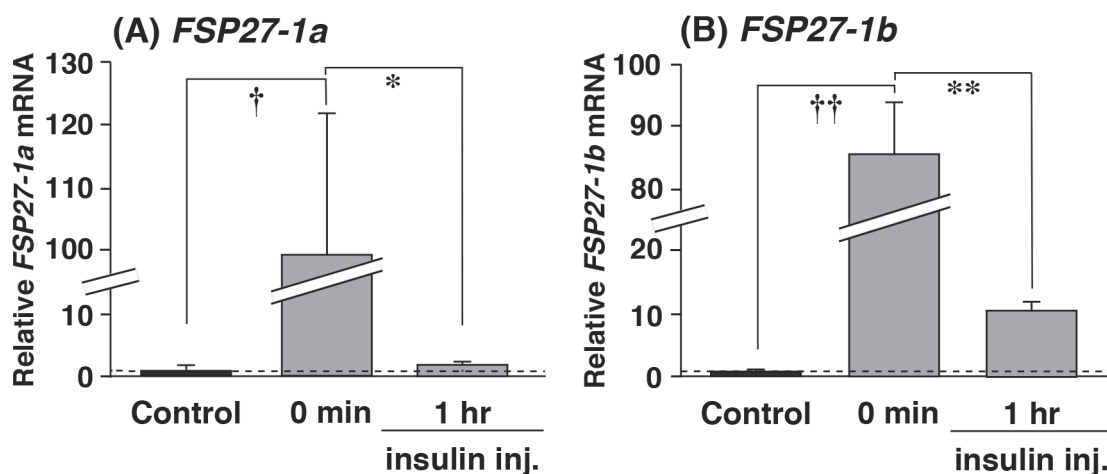 (A) FSP27-1a
Relative FSP27-1a mRNA
130
120
110
100
10
0
†
*
Control
0 min
1 hr
insulin inj.
(B) FSP27-1b
Relative FSP27-1b mRNA
100
90
80
20
10
0
††
**
Control
0 min
1 hr
insulin inj.